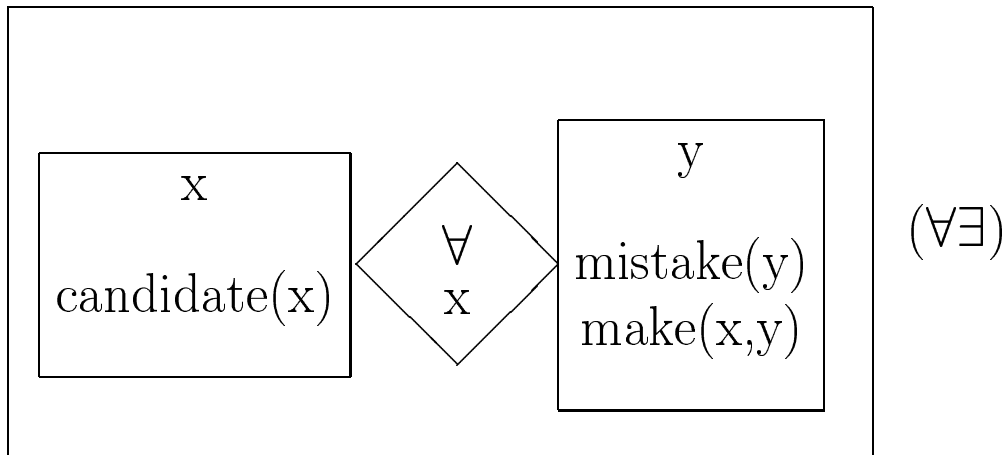 x
candidate(x)
∀
x
y
mistake(y)
make(x,y)
(∀∃)